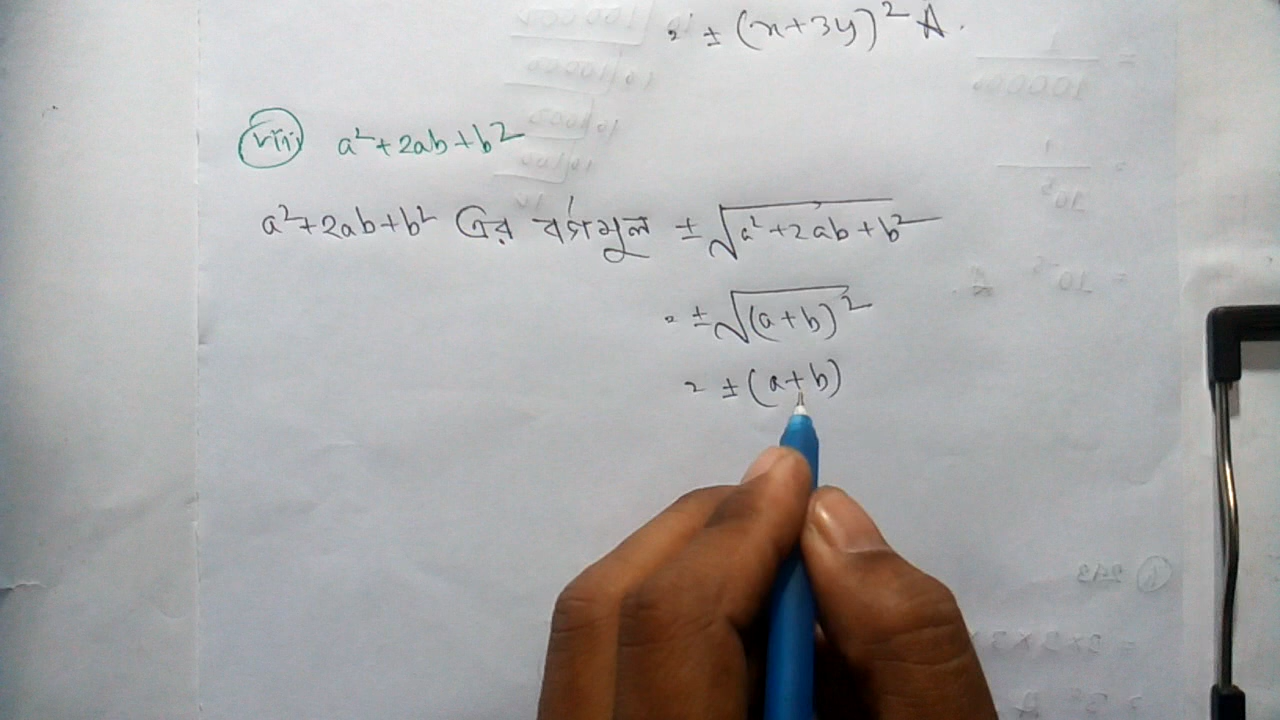 = ± (x+3y)² A.
(viii) a²+2ab+b²
a²+2ab+b² এর বর্গমূল ± √a²+2ab+b²
= ± √(a+b)²
= ± (a+b)